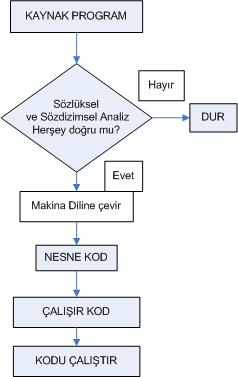 KAYNAK PROGRAM
Sözlüksel
ve Sözdizimsel Analiz
Herşey doğru mu?
Hayır
DUR
Evet
Makina Diline çevir
NESNE KOD
ÇALIŞIR KOD
KODU ÇALIŞTIR